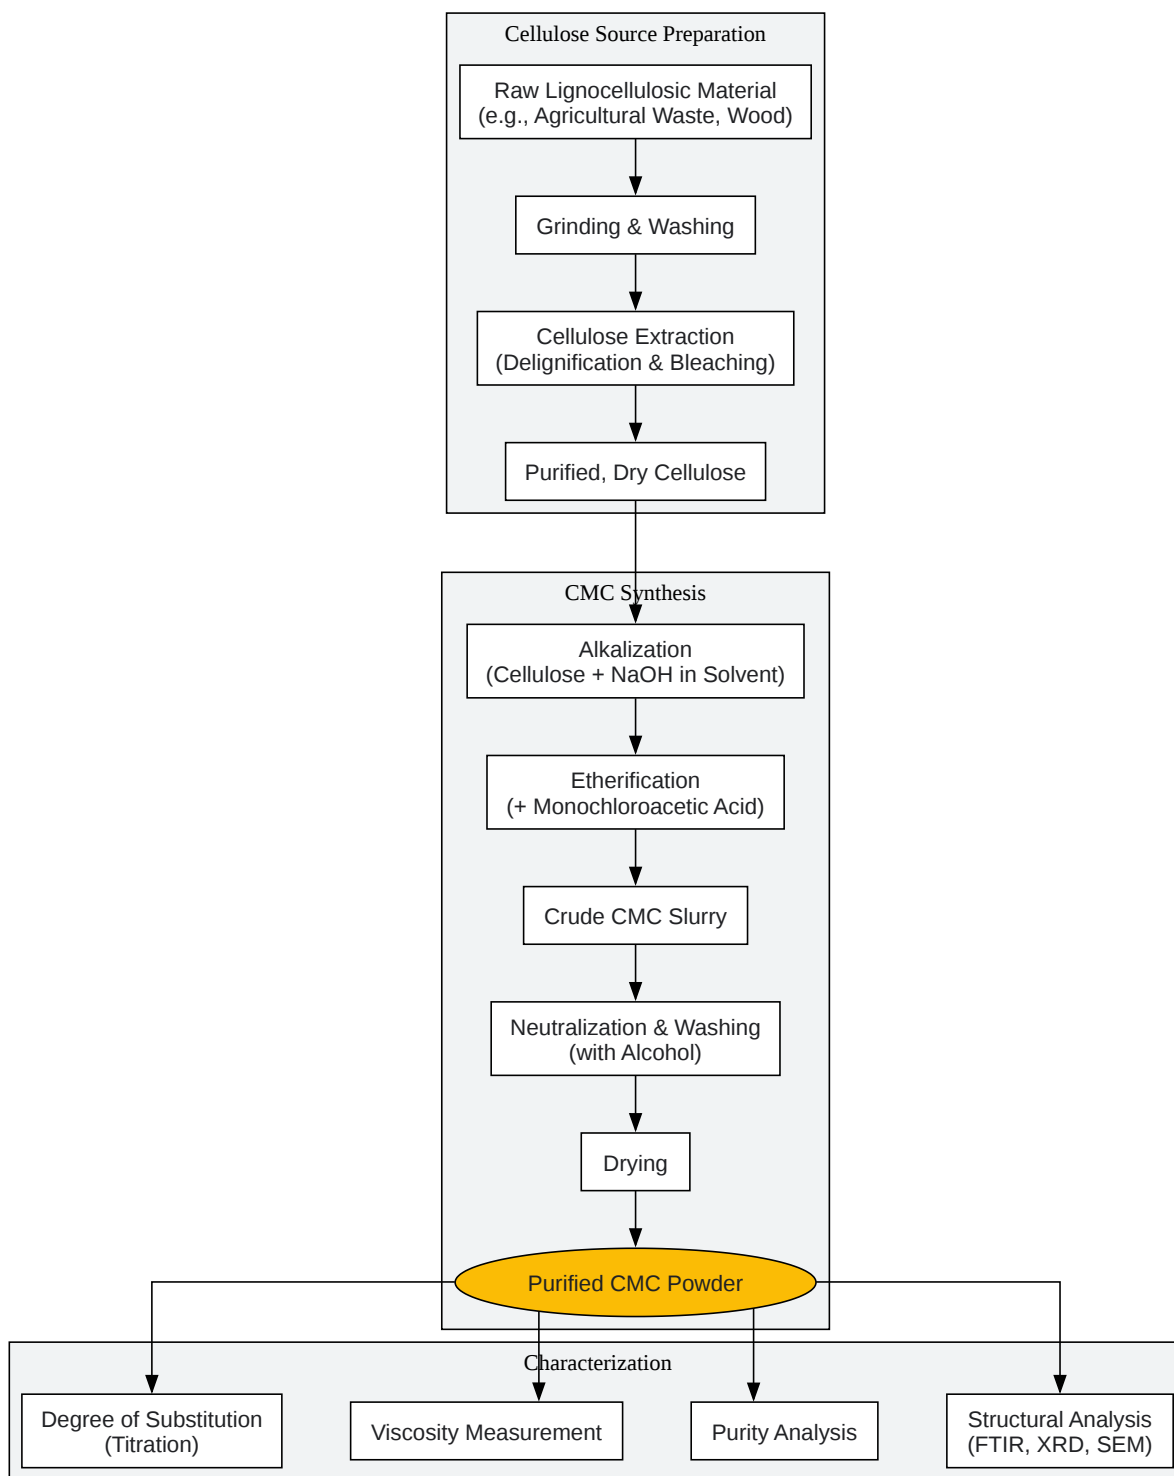 Cellulose Source Preparation
Raw Lignocellulosic Material
(e.g., Agricultural Waste, Wood)
Grinding & Washing
Cellulose Extraction
(Delignification & Bleaching)
Purified, Dry Cellulose
CMC Synthesis
Alkalization
(Cellulose + NaOH in Solvent)
Etherification
(+ Monochloroacetic Acid)
Crude CMC Slurry
Neutralization & Washing
(with Alcohol)
Drying
Purified CMC Powder
Characterization
Degree of Substitution
(Titration)
Viscosity Measurement
Purity Analysis
Structural Analysis
(FTIR, XRD, SEM)